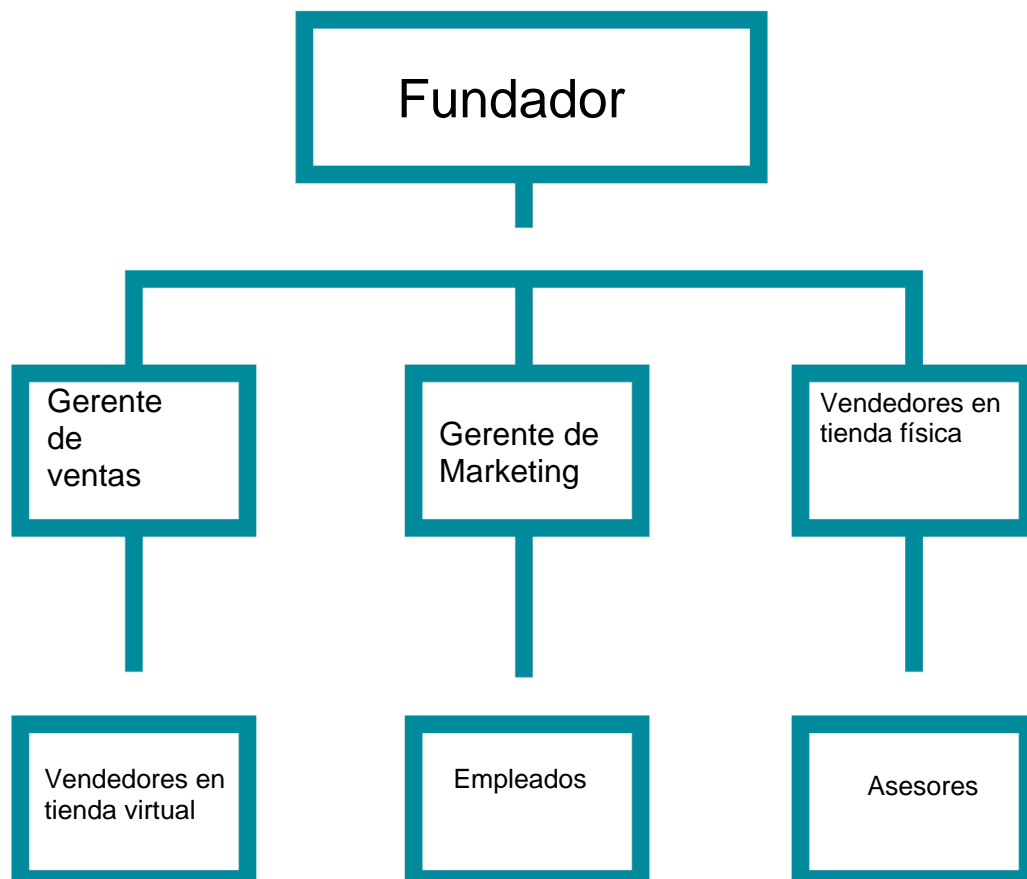 Fundador
Gerente
de
ventas
Gerente de
Marketing
Vendedores en
tienda física
Vendedores en
tienda virtual
Empleados
Asesores